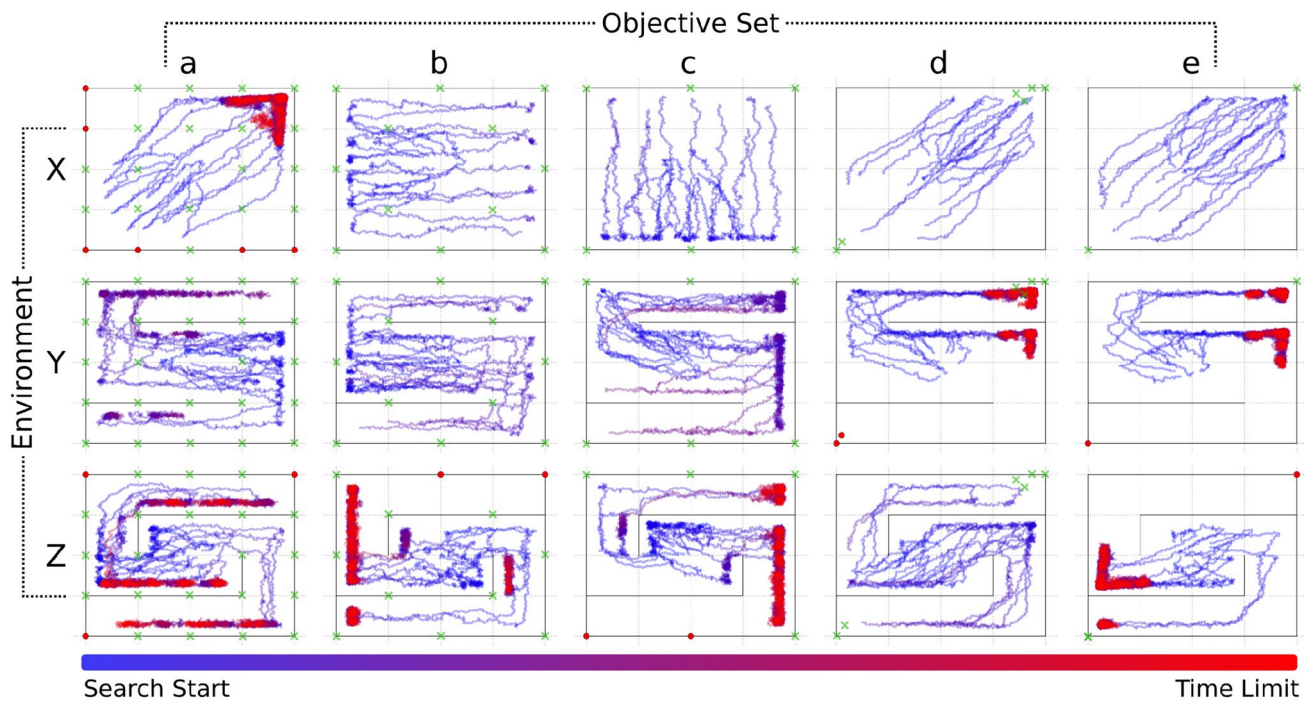 Objective Set
a b c d e
Environment
X
Y
Z
Search Start
Time Limit